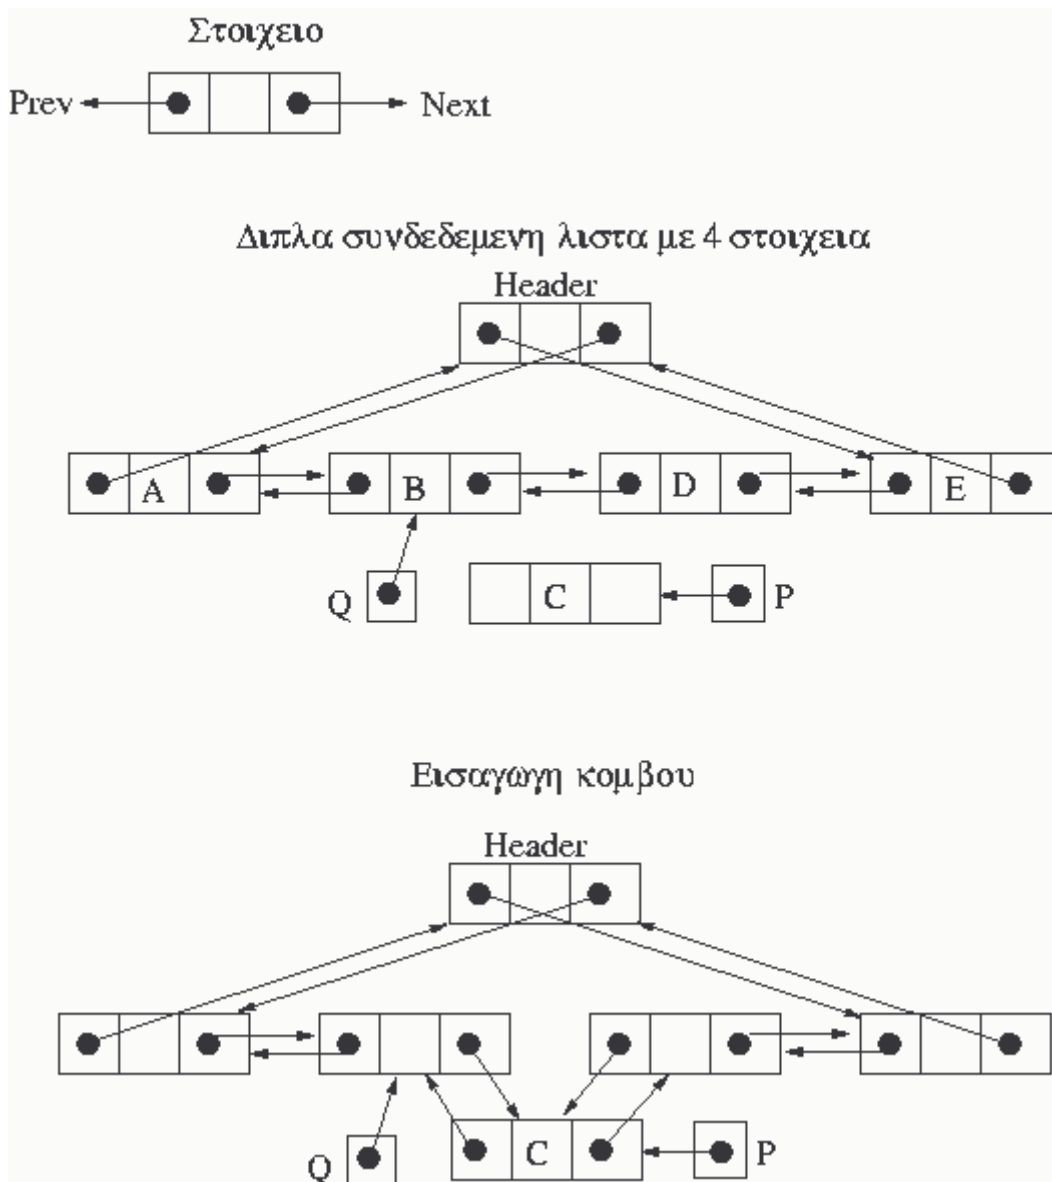 Στοιχειο
Prev Next
Διπλα συνδεδεμενη λιστα με 4 στοιχεια
Header
A B D E
Q C P
Εισαγωγη κομβου
Header
Q C P